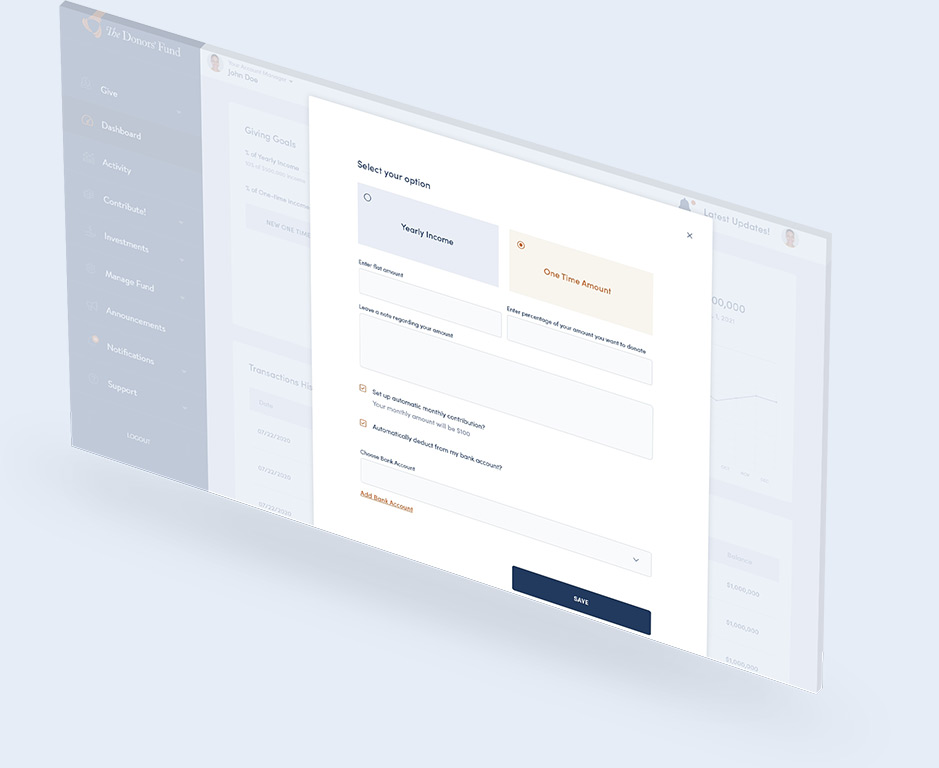 The Donors' Fund
Give
Dashboard
Activity
Contribute!
Investments
Manage Fund
Announcements
Notifications
Support
LOGOUT
Your Account Manager
John Doe
Latest Updates!
Giving Goals
% of Yearly Income
% of One-time Income
NEW ONE TIME
Transactions His
Date
07/22/2020
07/22/2020
07/22/2020
Select your option
Yearly Income
One Time Amount
Enter flat amount
Enter percentage of your amount you want to donate
Leave a note regarding your amount
Set up automatic monthly contribution?
Your monthly amount will be $100
Automatically deduct from my bank account?
Choose Bank Account
Add Bank Account
SAVE
00,000
Balance
$1,000,000
$1,000,000
$1,000,000